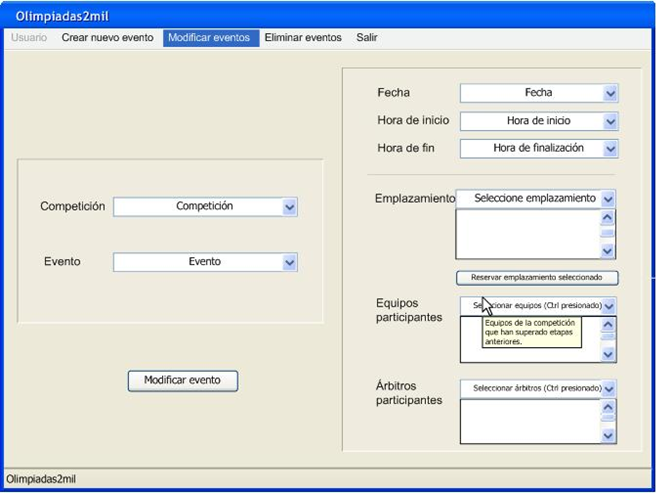 Olimpiadas2mil
Usuario Crear nuevo evento Modificar eventos Eliminar eventos Salir
Competición Competición
Evento Evento
Modificar evento
Fecha Fecha
Hora de inicio Hora de inicio
Hora de fin Hora de finalización
Emplazamiento Seleccione emplazamiento
Reservar emplazamiento seleccionado
Equipos
participantes
Seleccionar equipos (Ctrl presionado)
Equipos de la competición
que han superado etapas
anteriores.
Árbitros
participantes
Seleccionar árbitros (Ctrl presionado)
Olimpiadas2mil